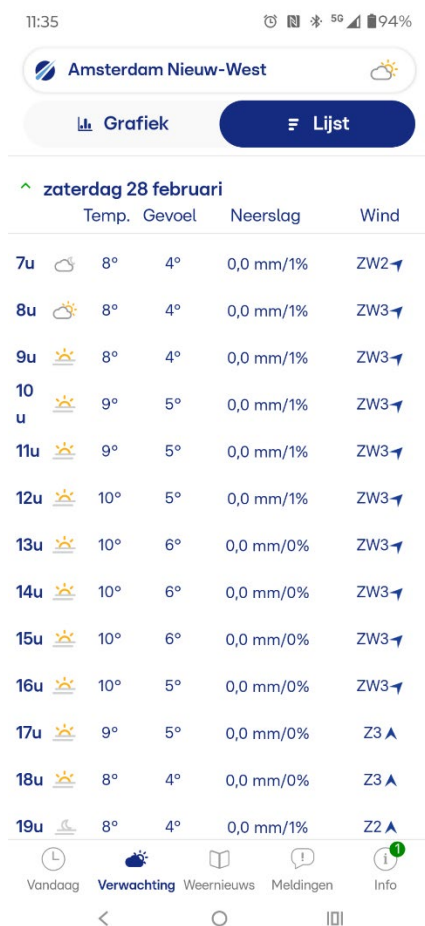 11:35 5G 94%
Amsterdam Nieuw-West
Grafiek Lijst
zaterdag 28 februari
Temp. Gevoel Neerslag Wind
7u 8° 4° 0,0 mm/1% ZW2
8u 8° 4° 0,0 mm/1% ZW3
9u 8° 4° 0,0 mm/1% ZW3
10
u 9° 5° 0,0 mm/1% ZW3
11u 9° 5° 0,0 mm/1% ZW3
12u 10° 5° 0,0 mm/1% ZW3
13u 10° 6° 0,0 mm/0% ZW3
14u 10° 6° 0,0 mm/0% ZW3
15u 10° 6° 0,0 mm/0% ZW3
16u 10° 5° 0,0 mm/0% ZW3
17u 9° 5° 0,0 mm/0% Z3
18u 8° 4° 0,0 mm/0% Z3
19u 8° 4° 0,0 mm/1% Z2
1
Vandaag Verwachting Weernieuws Meldingen Info